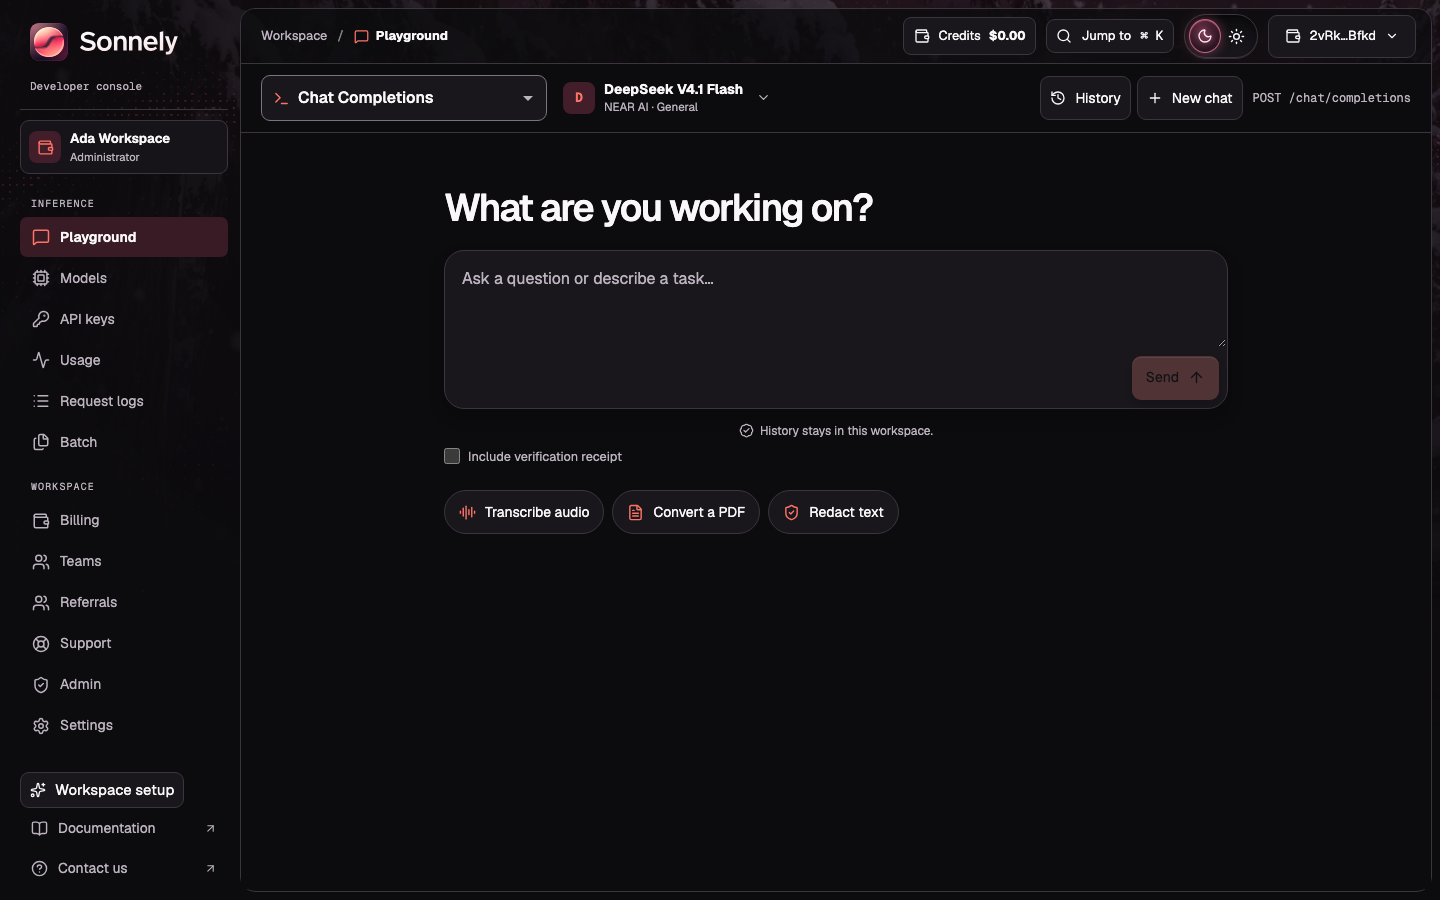 Sonnely
Developer console
Ada Workspace
Administrator
INFERENCE
Playground
Models
API keys
Usage
Request logs
Batch
WORKSPACE
Billing
Teams
Referrals
Support
Admin
Settings
Workspace setup
Documentation
Contact us
Workspace / Playground
Credits $0.00
Jump to ⌘ K
2vRk...Bfkd
Chat Completions
D
DeepSeek V4.1 Flash
NEAR AI · General
History
New chat
POST /chat/completions
What are you working on?
Ask a question or describe a task...
Send
History stays in this workspace.
Include verification receipt
Transcribe audio
Convert a PDF
Redact text